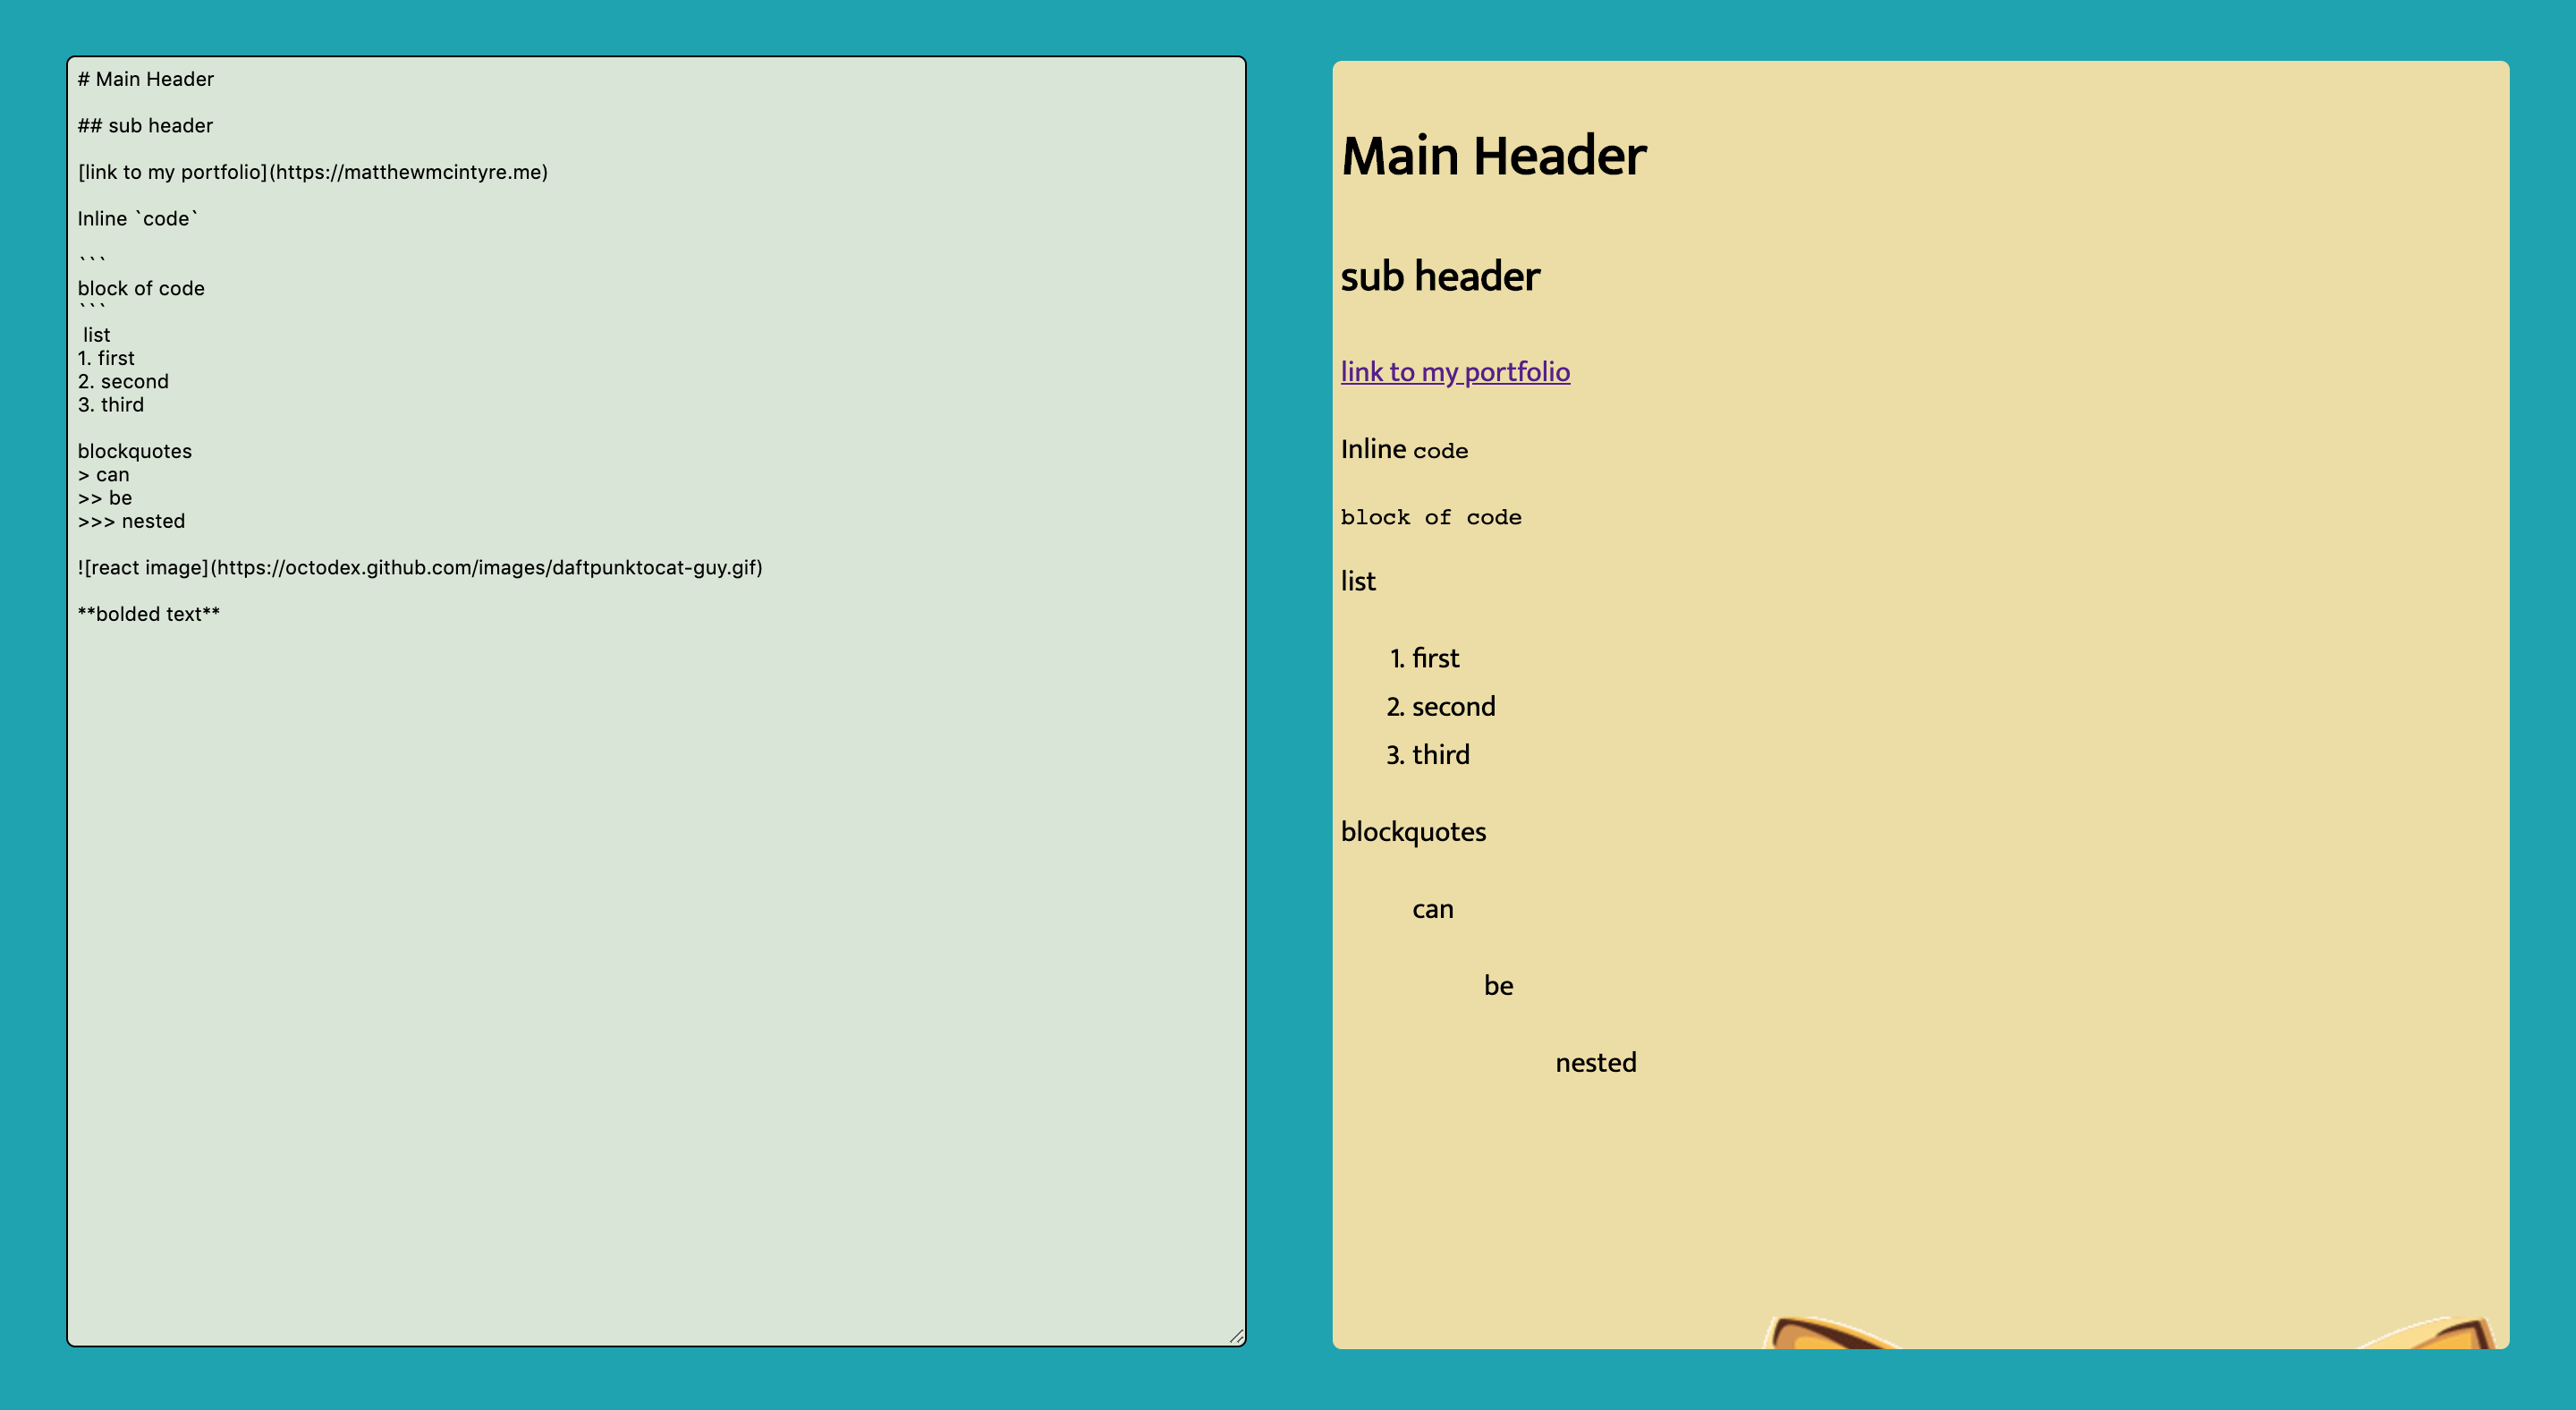 # Main Header
## sub header
[link to my portfolio](https://matthewmcintyre.me)
Inline `code`
```
block of code
```
list
1. first
2. second
3. third
blockquotes
> can
>> be
>>> nested
![react image](https://octodex.github.com/images/daftpunktocat-guy.gif)
**bolded text**
Main Header
sub header
link to my portfolio
Inline code
block of code
list
1. first
2. second
3. third
blockquotes
can
be
nested